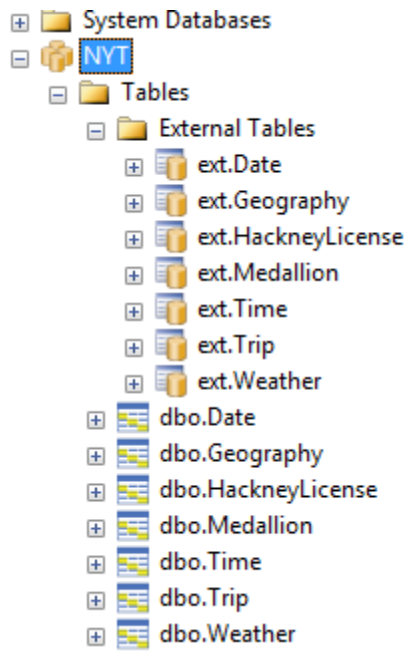 System Databases
NYT
Tables
External Tables
ext.Date
ext.Geography
ext.HackneyLicense
ext.Medallion
ext.Time
ext.Trip
ext.Weather
dbo.Date
dbo.Geography
dbo.HackneyLicense
dbo.Medallion
dbo.Time
dbo.Trip
dbo.Weather